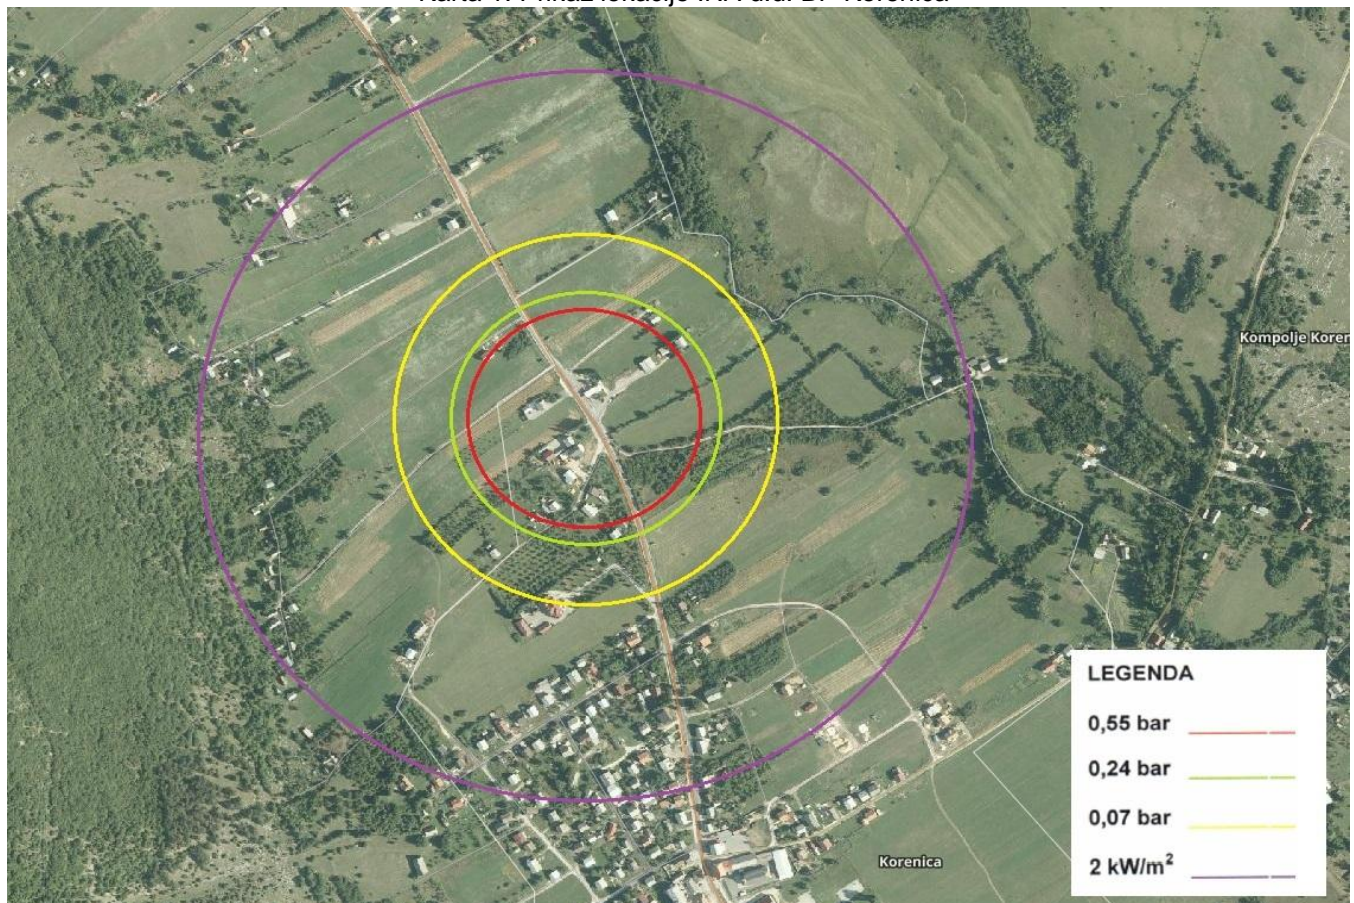 Kompolje Koren
LEGENDA
0,55 bar
0,24 bar
0,07 bar
2 kW/m²
Korenica